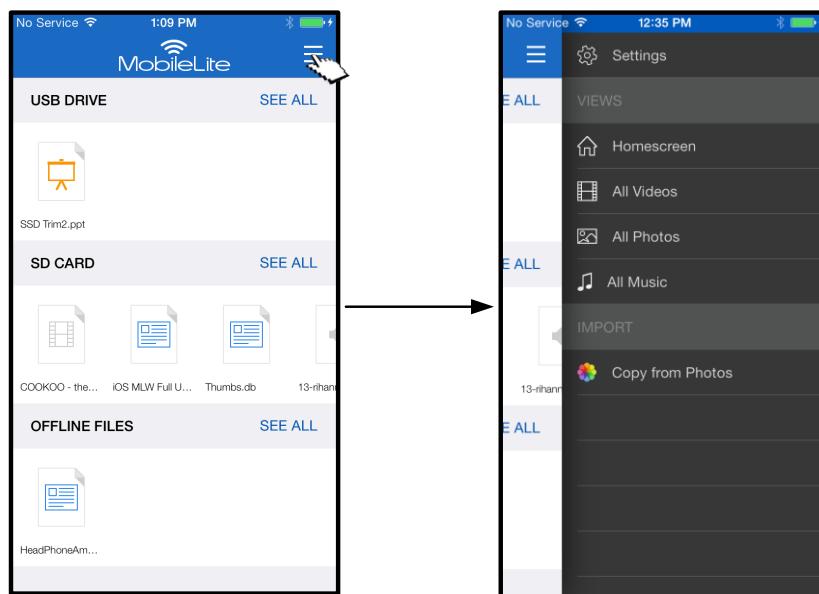 No Service 1:09 PM
MobileLite
USB DRIVE SEE ALL
SSD Trim2.ppt
SD CARD SEE ALL
COOKOO - the... iOS MLW Full U... Thumbs.db 13-rihann
OFFLINE FILES SEE ALL
HeadPhoneAm...
No Service 12:35 PM
Settings
E ALL VIEWS
Homescreen
All Videos
All Photos
E ALL
All Music
IMPORT
Copy from Photos
13-rihann
E ALL